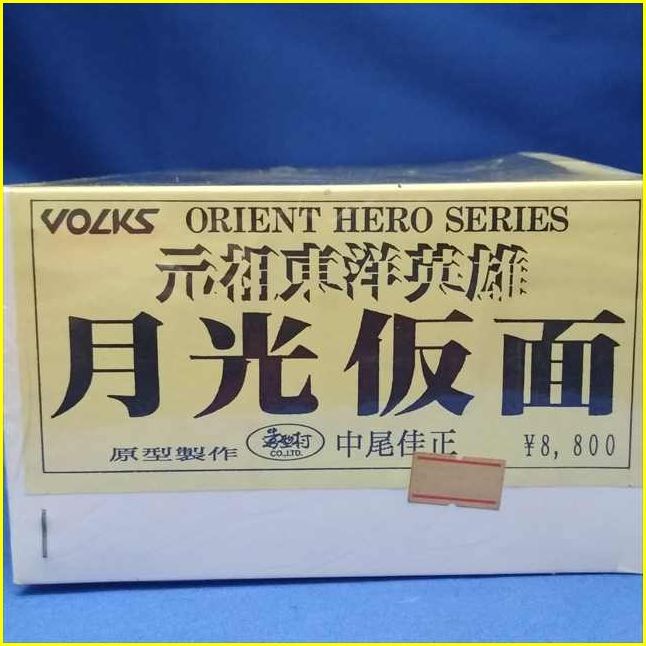 VOLKS ORIENT HERO SERIES
元祖東洋英雄
月光仮面
原型製作 CO.,LTD. 中尾佳正 ¥8,800